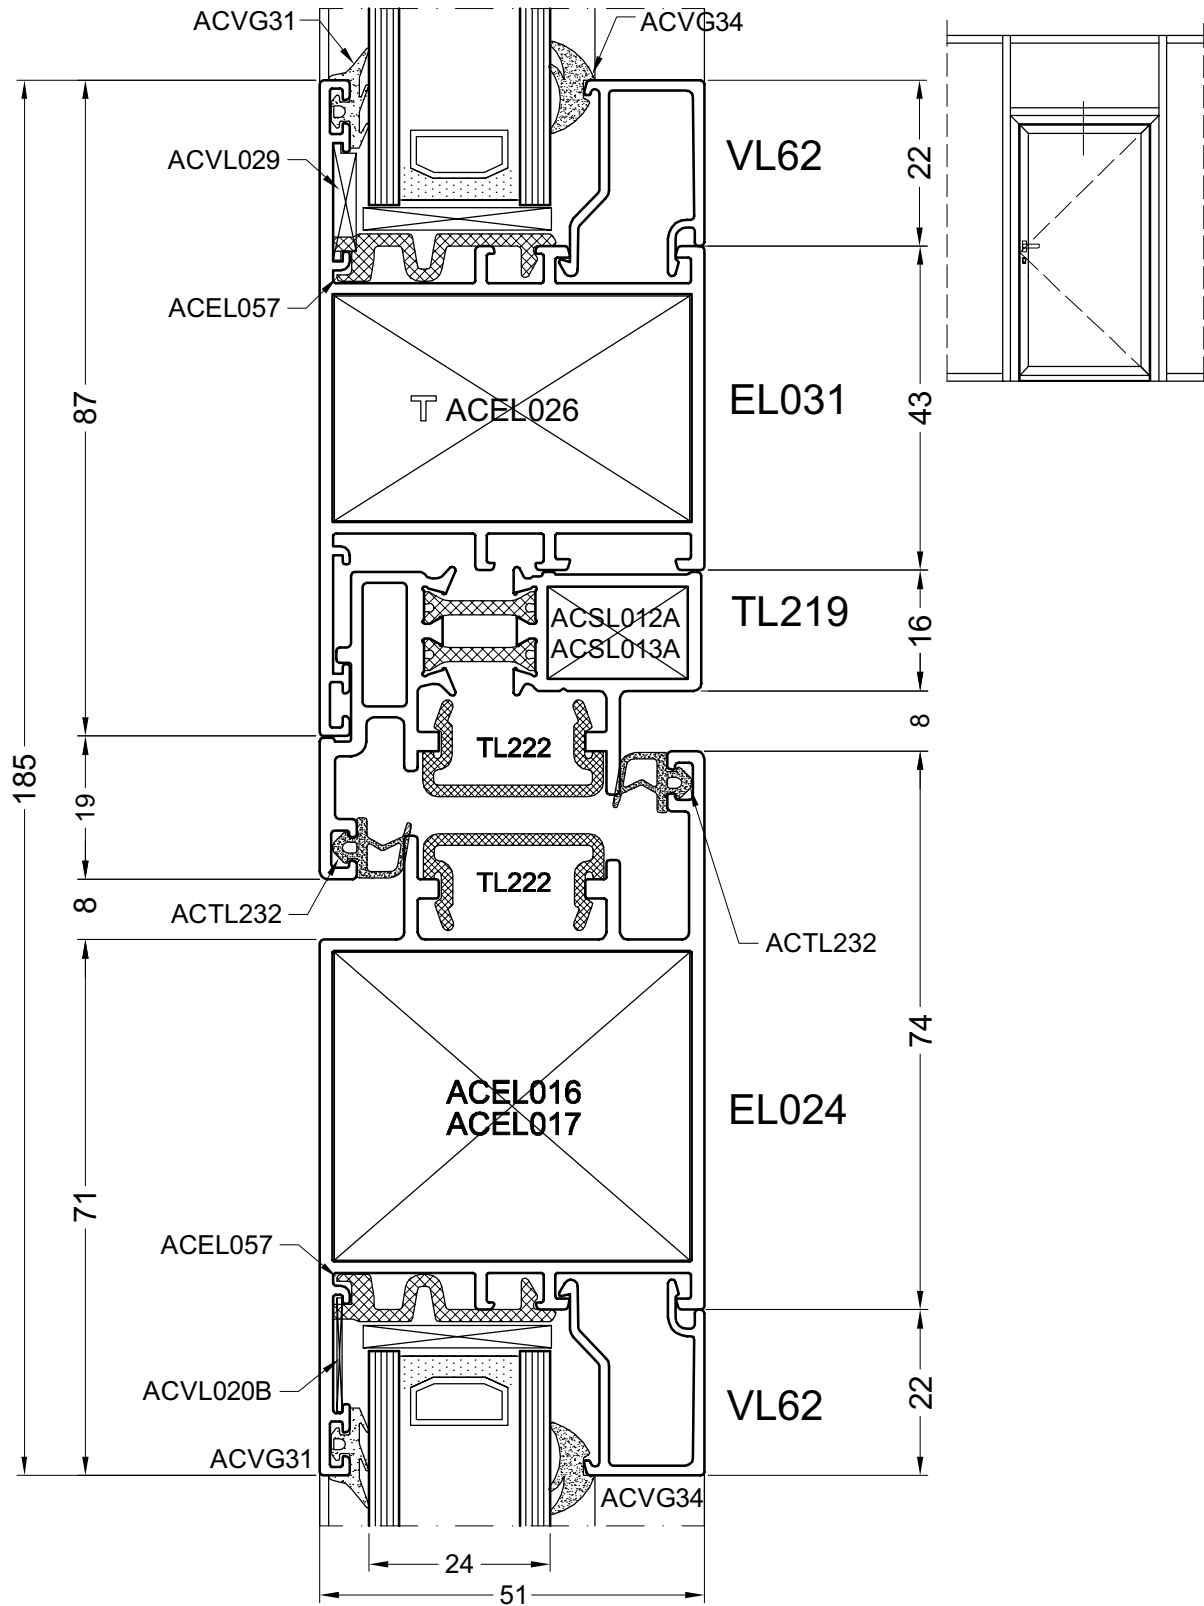 ACVG31
ACVG34
ACVL029
VL62
22
ACEL057
87
T ACEL026
EL031
43
ACSL012A
ACSL013A
TL219
16
8
185
19
TL222
TL222
ACTL232
8
ACTL232
74
71
ACEL016
ACEL017
EL024
ACEL057
ACVL020B
VL62
22
ACVG31
ACVG34
24
51